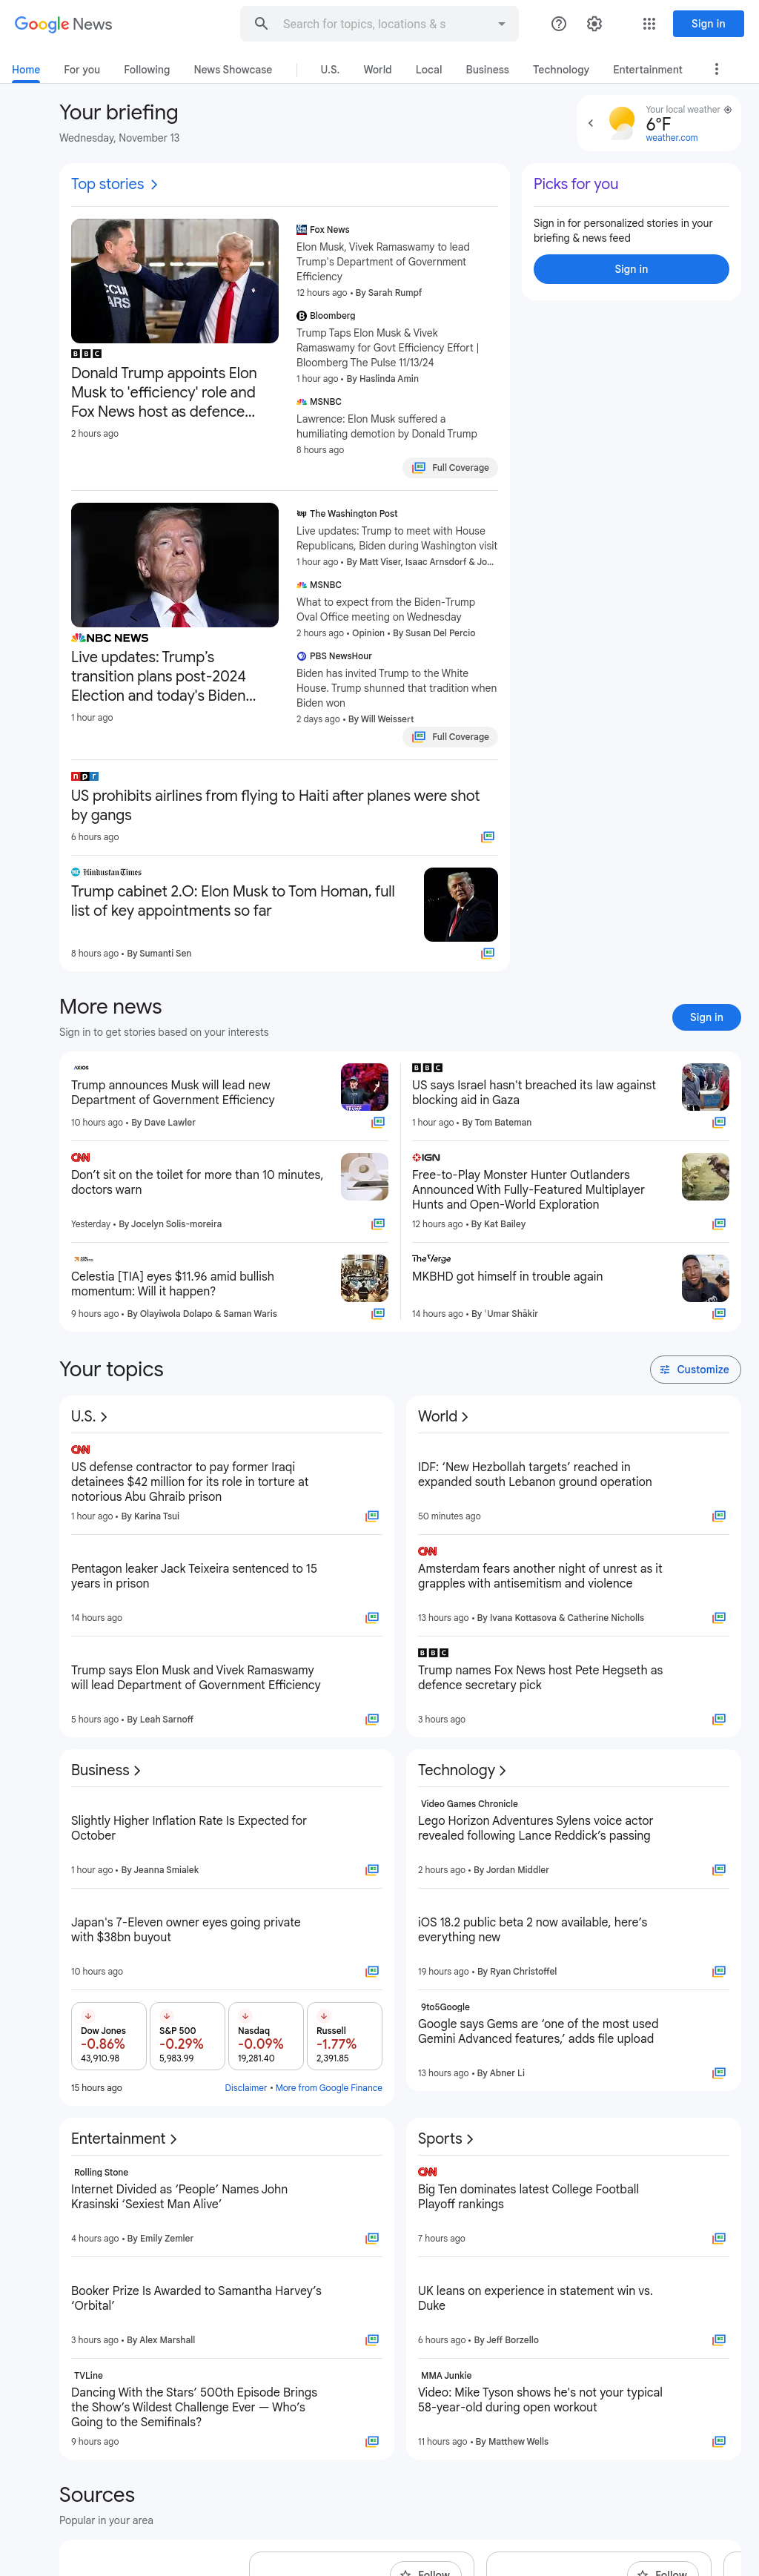 Google News
Search for topics, locations & s
Sign in
Home
For you
Following
News Showcase
U.S.
World
Local
Business
Technology
Entertainment
Your briefing
Wednesday, November 13
Your local weather
6°F
weather.com
Top stories
OCCUPY
MARS
BBC
Donald Trump appoints Elon
Musk to 'efficiency' role and
Fox News host as defence...
2 hours ago
Fox News
Elon Musk, Vivek Ramaswamy to lead
Trump's Department of Government
Efficiency
12 hours ago • By Sarah Rumpf
Bloomberg
Trump Taps Elon Musk & Vivek
Ramaswamy for Govt Efficiency Effort |
Bloomberg The Pulse 11/13/24
1 hour ago • By Haslinda Amin
MSNBC
Lawrence: Elon Musk suffered a
humiliating demotion by Donald Trump
8 hours ago
Full Coverage
Picks for you
Sign in for personalized stories in your
briefing & news feed
Sign in
NBC NEWS
Live updates: Trump’s
transition plans post-2024
Election and today's Biden...
1 hour ago
The Washington Post
Live updates: Trump to meet with House
Republicans, Biden during Washington visit
1 hour ago • By Matt Viser, Isaac Arnsdorf & Jo...
MSNBC
What to expect from the Biden-Trump
Oval Office meeting on Wednesday
2 hours ago • Opinion • By Susan Del Percio
PBS NewsHour
Biden has invited Trump to the White
House. Trump shunned that tradition when
Biden won
2 days ago • By Will Weissert
Full Coverage
npr
US prohibits airlines from flying to Haiti after planes were shot
by gangs
6 hours ago
Hindustan Times
Trump cabinet 2.O: Elon Musk to Tom Homan, full
list of key appointments so far
8 hours ago • By Sumanti Sen
More news
Sign in to get stories based on your interests
Sign in
AXIOS
Trump announces Musk will lead new
Department of Government Efficiency
10 hours ago • By Dave Lawler
BBC
US says Israel hasn't breached its law against
blocking aid in Gaza
1 hour ago • By Tom Bateman
CNN
Don’t sit on the toilet for more than 10 minutes,
doctors warn
Yesterday • By Jocelyn Solis-moreira
IGN
Free-to-Play Monster Hunter Outlanders
Announced With Fully-Featured Multiplayer
Hunts and Open-World Exploration
12 hours ago • By Kat Bailey
Celestia [TIA] eyes $11.96 amid bullish
momentum: Will it happen?
9 hours ago • By Olayiwola Dolapo & Saman Waris
The Verge
MKBHD got himself in trouble again
14 hours ago • By ʿUmar Shākir
Your topics
Customize
U.S.
CNN
US defense contractor to pay former Iraqi
detainees $42 million for its role in torture at
notorious Abu Ghraib prison
1 hour ago • By Karina Tsui
Pentagon leaker Jack Teixeira sentenced to 15
years in prison
14 hours ago
Trump says Elon Musk and Vivek Ramaswamy
will lead Department of Government Efficiency
5 hours ago • By Leah Sarnoff
World
IDF: ‘New Hezbollah targets’ reached in
expanded south Lebanon ground operation
50 minutes ago
CNN
Amsterdam fears another night of unrest as it
grapples with antisemitism and violence
13 hours ago • By Ivana Kottasova & Catherine Nicholls
BBC
Trump names Fox News host Pete Hegseth as
defence secretary pick
3 hours ago
Business
Slightly Higher Inflation Rate Is Expected for
October
1 hour ago • By Jeanna Smialek
Japan's 7-Eleven owner eyes going private
with $38bn buyout
10 hours ago
Dow Jones
-0.86%
43,910.98
S&P 500
-0.29%
5,983.99
Nasdaq
-0.09%
19,281.40
Russell
-1.77%
2,391.85
15 hours ago
Disclaimer • More from Google Finance
Technology
Video Games Chronicle
Lego Horizon Adventures Sylens voice actor
revealed following Lance Reddick’s passing
2 hours ago • By Jordan Middler
iOS 18.2 public beta 2 now available, here’s
everything new
19 hours ago • By Ryan Christoffel
9to5Google
Google says Gems are ‘one of the most used
Gemini Advanced features,’ adds file upload
13 hours ago • By Abner Li
Entertainment
Rolling Stone
Internet Divided as ‘People’ Names John
Krasinski ‘Sexiest Man Alive’
4 hours ago • By Emily Zemler
Booker Prize Is Awarded to Samantha Harvey’s
‘Orbital’
3 hours ago • By Alex Marshall
TVLine
Dancing With the Stars’ 500th Episode Brings
the Show’s Wildest Challenge Ever — Who’s
Going to the Semifinals?
9 hours ago
Sports
CNN
Big Ten dominates latest College Football
Playoff rankings
7 hours ago
UK leans on experience in statement win vs.
Duke
6 hours ago • By Jeff Borzello
MMA Junkie
Video: Mike Tyson shows he's not your typical
58-year-old during open workout
11 hours ago • By Matthew Wells
Sources
Popular in your area
Follow
Follow